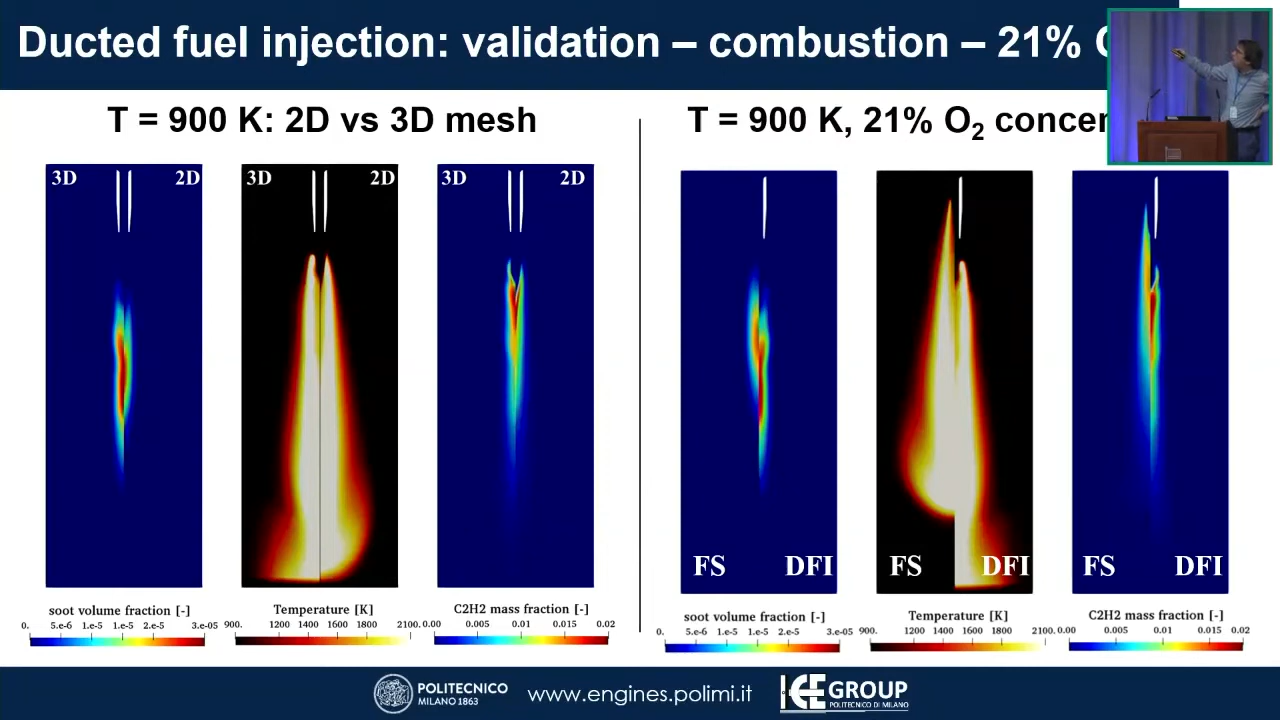 Ducted fuel injection: validation – combustion – 21%
T = 900 K: 2D vs 3D mesh
T = 900 K, 21% O2 concen
3D 2D
3D 2D
3D 2D
FS DFI
FS DFI
FS DFI
soot volume fraction [-]
0. 5.e-6 1.e-5 1.e-5 2.e-5 3.e-05
Temperature [K]
900. 1200 1400 1600 1800 2100.
C2H2 mass fraction [-]
0.00 0.005 0.01 0.015 0.02
soot volume fraction [-]
0. 5.e-6 1.e-5 1.e-5 2.e-5 3.e-05
Temperature [K]
900. 1200 1400 1600 1800 2100.
C2H2 mass fraction [-]
0.00 0.005 0.01 0.015 0.02
POLITECNICO
MILANO 1863
www.engines.polimi.it
ICE GROUP
POLITECNICO DI MILANO